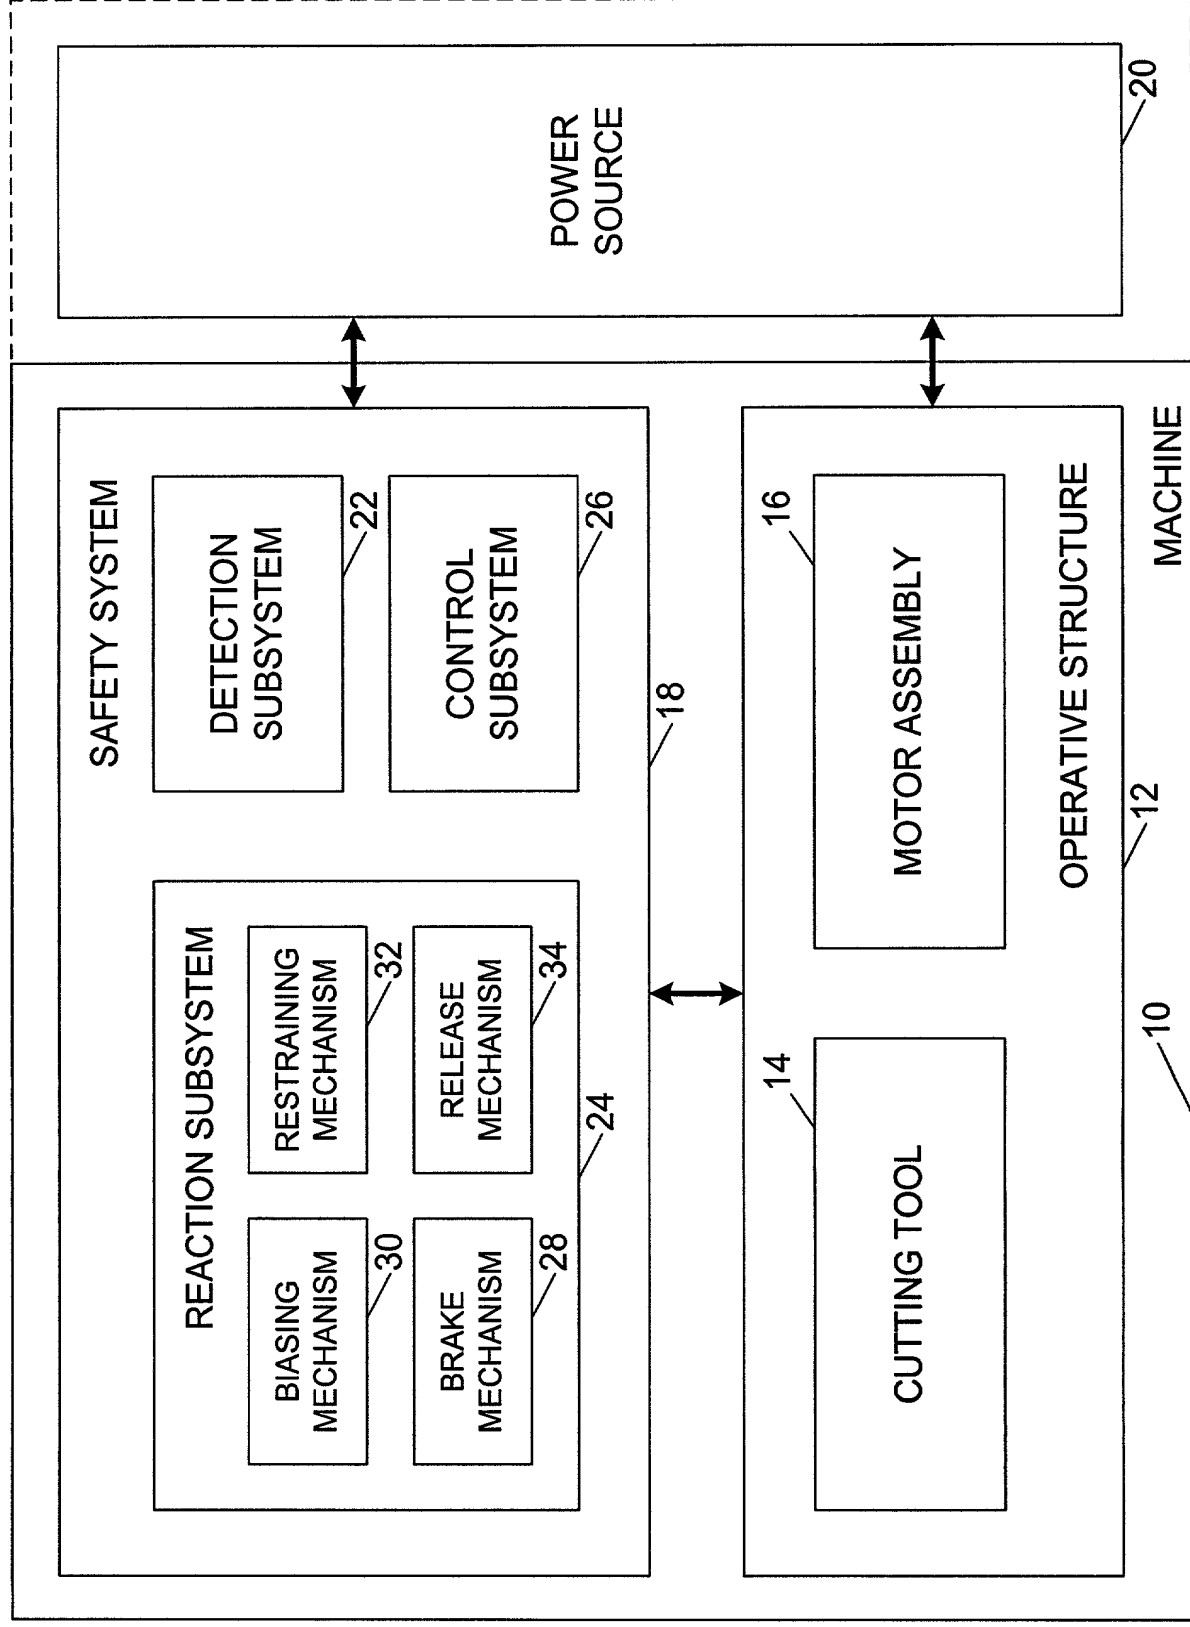 SAFETY SYSTEM
REACTION SUBSYSTEM
BIASING
MECHANISM
30
RESTRAINING
MECHANISM
32
BRAKE
MECHANISM
28
RELEASE
MECHANISM
34
24
DETECTION
SUBSYSTEM
22
CONTROL
SUBSYSTEM
26
18
POWER
SOURCE
20
14
CUTTING TOOL
16
MOTOR ASSEMBLY
OPERATIVE STRUCTURE
12
MACHINE
10